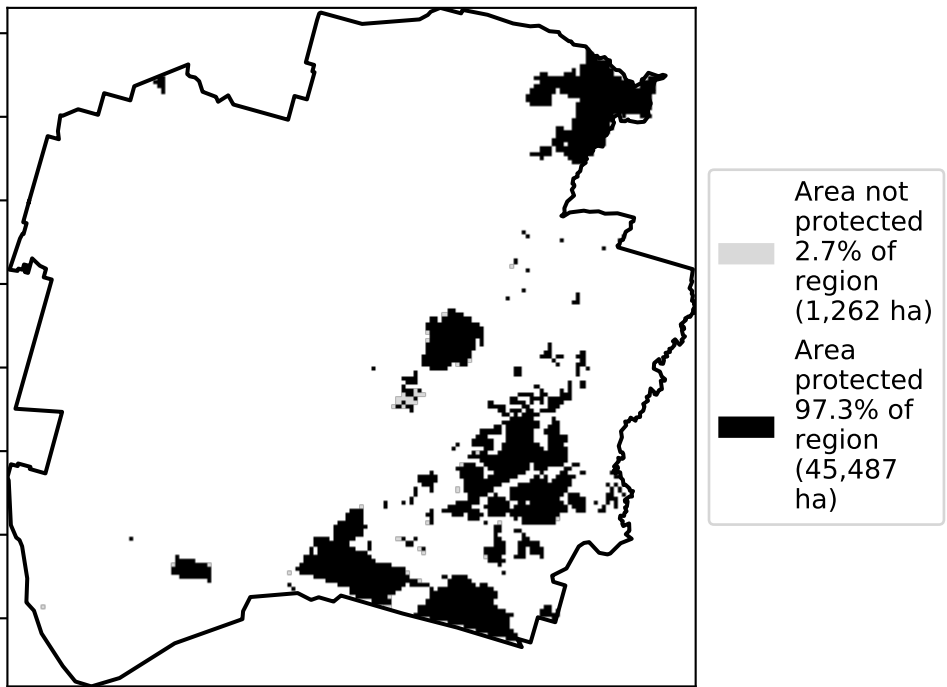 Area not
protected
2.7% of
region
(1,262 ha)
Area
protected
97.3% of
region
(45,487
ha)